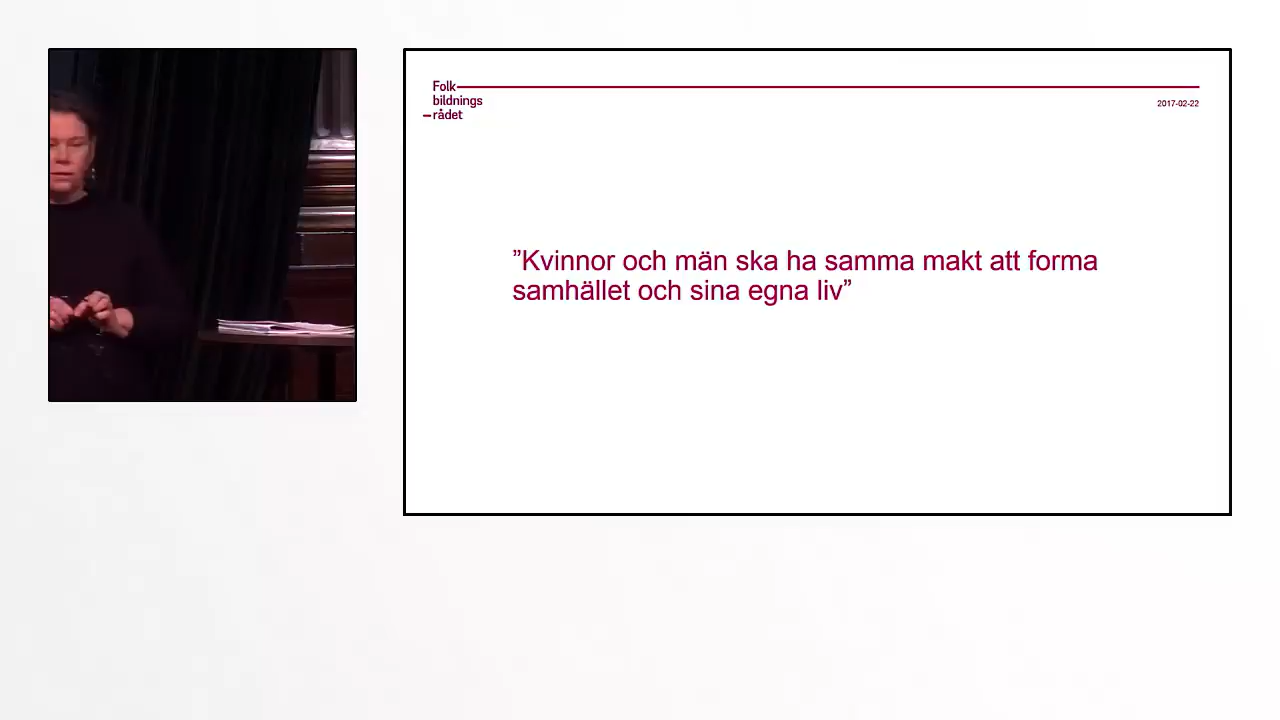 Folk
bildnings
rådet
2017-02-22
”Kvinnor och män ska ha samma makt att forma
samhället och sina egna liv”